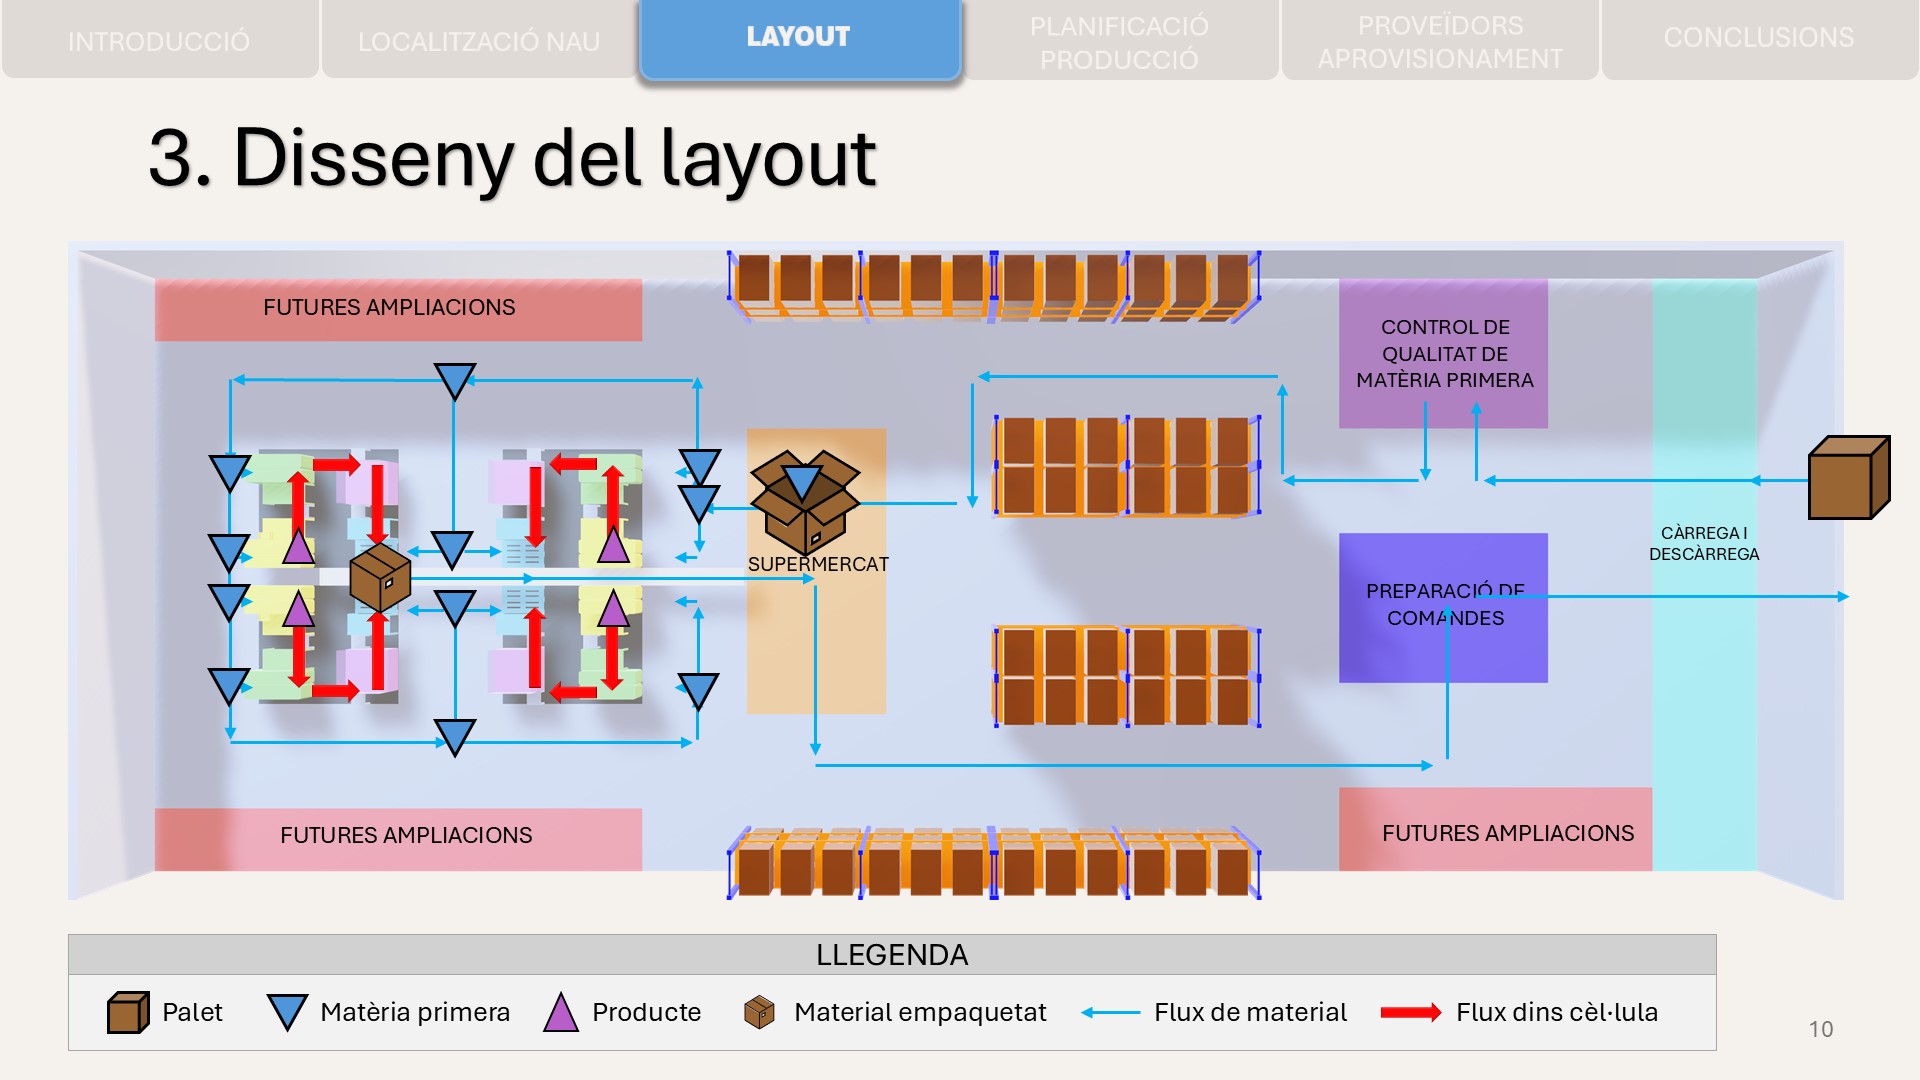 INTRODUCCIÓ
LOCALITZACIÓ NAU
LAYOUT
PLANIFICACIÓ
PRODUCCIÓ
PROVEÏDORS
APROVISIONAMENT
CONCLUSIONS
3. Disseny del layout
FUTURES AMPLIACIONS
CONTROL DE
QUALITAT DE
MATÈRIA PRIMERA
SUPERMERCAT
CÀRREGA I
DESCÀRREGA
PREPARACIÓ DE
COMANDES
FUTURES AMPLIACIONS
FUTURES AMPLIACIONS
LLEGENDA
Palet
Matèria primera
Producte
Material empaquetat
Flux de material
Flux dins cèl·lula
10